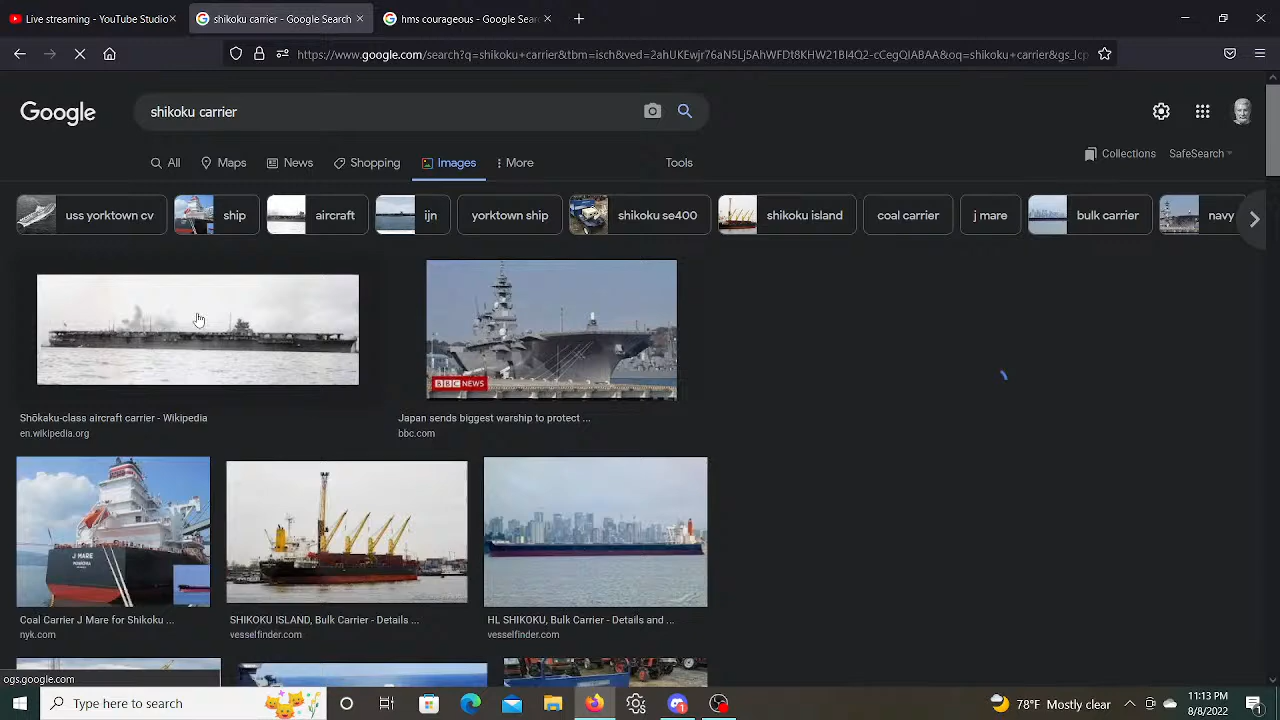 Live streaming - YouTube Studio
shikoku carrier - Google Search
hms courageous - Google Search
https://www.google.com/search?q=shikoku+carrier&tbm=isch&ved=2ahUKEwjr76aN5Lj5AhWFDt8KHW21BI4Q2-cCegQIABAA&oq=shikoku+carrier&gs_lcp
Google
shikoku carrier
All
Maps
News
Shopping
Images
More
Tools
Collections
SafeSearch
uss yorktown cv
ship
aircraft
ijn
yorktown ship
shikoku se400
shikoku island
coal carrier
j mare
bulk carrier
navy
BBC NEWS
Shōkaku-class aircraft carrier - Wikipedia
en.wikipedia.org
Japan sends biggest warship to protect ...
bbc.com
J MARE
Coal Carrier J Mare for Shikoku ...
nyk.com
SHIKOKU ISLAND, Bulk Carrier - Details ...
vesselfinder.com
HL SHIKOKU, Bulk Carrier - Details and ...
vesselfinder.com
ogs.google.com
Type here to search
78°F Mostly clear
11:13 PM
8/8/2022